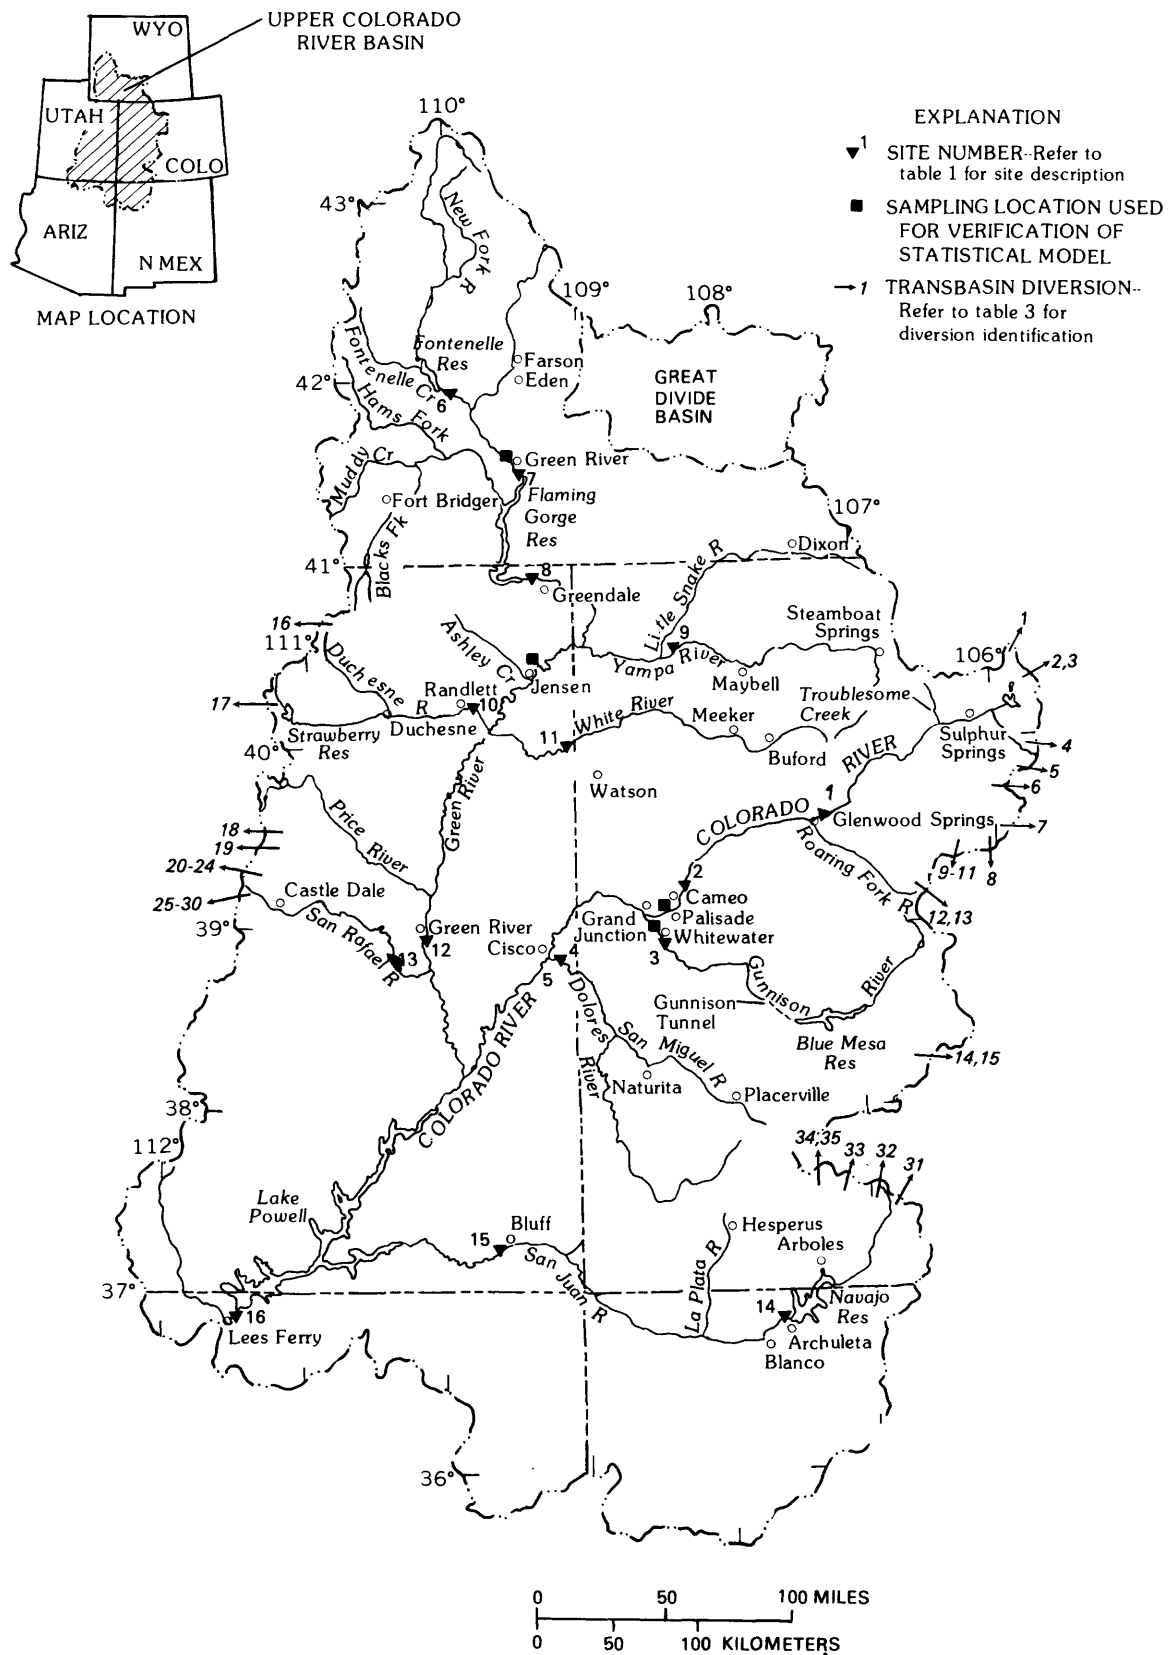 UPPER COLORADO
RIVER BASIN
WYO
UTAH
COLO
ARIZ
N MEX
MAP LOCATION
EXPLANATION
1 SITE NUMBER--Refer to
table 1 for site description
SAMPLING LOCATION USED
FOR VERIFICATION OF
STATISTICAL MODEL
1 TRANSBASIN DIVERSION--
Refer to table 3 for
diversion identification
110°
43°
New Fork R
109°
108°
Fontenelle
Res
Fontenelle Cr
Farson
Eden
42°
6
GREAT
DIVIDE
BASIN
Hams Fork
Muddy Cr
Green River
7
Fort Bridger
Flaming
Gorge
Res
107°
Blacks Fk
Dixon
41°
8
Greendale
Little Snake R
16
111°
Ashley Cr
Steamboat
Springs
1
9
106°
2,3
Duchesne R
Yampa River
Jensen
Maybell
Randlett
10
Troublesome
Creek
17
Duchesne
White River
Meeker
Strawberry
Res
11
Buford
Sulphur
Springs
4
40°
RIVER
5
Green River
Watson
6
1
Price River
COLORADO
Glenwood Springs
7
18
19
Roaring Fork R
9-11
8
20-24
2
Castle Dale
Cameo
25-30
Grand
Junction
Palisade
12,13
39°
San Rafael R
Green River
12
Whitewater
Cisco
4
3
13
5
Gunnison River
Dolores River
Gunnison
Tunnel
COLORADO RIVER
San Miguel R
Blue Mesa
Res
14,15
Naturita
Placerville
38°
112°
34,35
33
32
31
Lake
Powell
Bluff
15
Hesperus
Arboles
San Juan R
La Plata R
37°
Navajo
Res
14
16
Lees Ferry
Archuleta
Blanco
36°
0 50 100 MILES
0 50 100 KILOMETERS